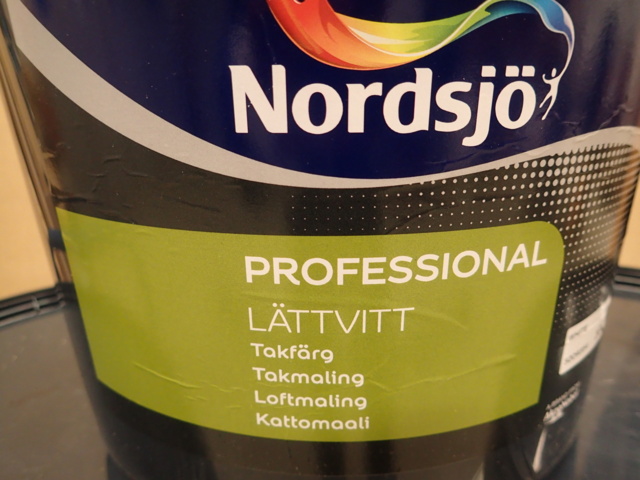 Nordsjö
PROFESSIONAL
LÄTTVITT
Takfärg
Takmaling
Loftmaling
Kattomaali